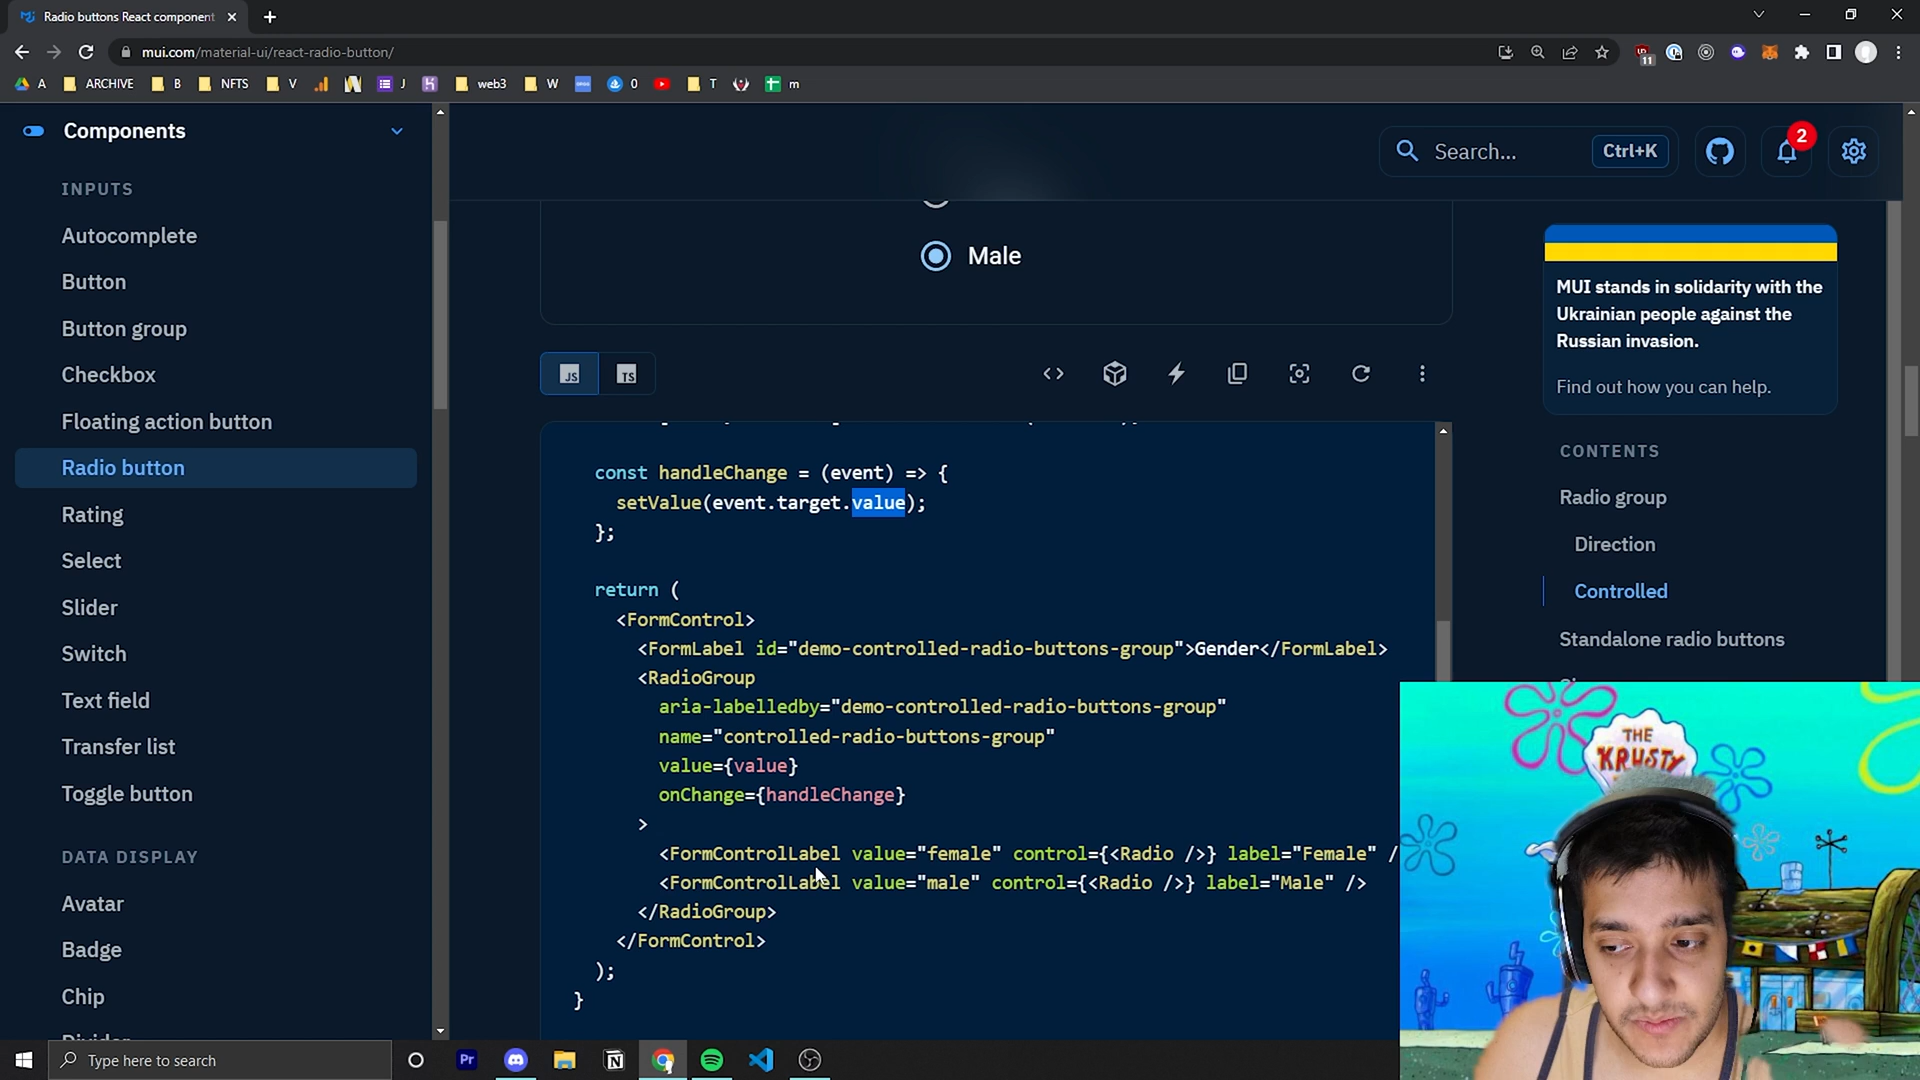 Radio buttons React component
mui.com/material-ui/react-radio-button/
11
A
ARCHIVE
B
NFTS
V
J
web3
W
0
T
m
Components
INPUTS
Autocomplete
Button
Button group
Checkbox
Floating action button
Radio button
Rating
Select
Slider
Switch
Text field
Transfer list
Toggle button
DATA DISPLAY
Avatar
Badge
Chip
Divider
Search...
Ctrl+K
2
Male
JS
TS
const handleChange = (event) => {
setValue(event.target.value);
};
return (
<FormControl>
<FormLabel id="demo-controlled-radio-buttons-group">Gender</FormLabel>
<RadioGroup
aria-labelledby="demo-controlled-radio-buttons-group"
name="controlled-radio-buttons-group"
value={value}
onChange={handleChange}
>
<FormControlLabel value="female" control={<Radio />} label="Female" /
<FormControlLabel value="male" control={<Radio />} label="Male" />
</RadioGroup>
</FormControl>
);
}
MUI stands in solidarity with the
Ukrainian people against the
Russian invasion.
Find out how you can help.
CONTENTS
Radio group
Direction
Controlled
Standalone radio buttons
THE
KRUSTY
Type here to search
Pr